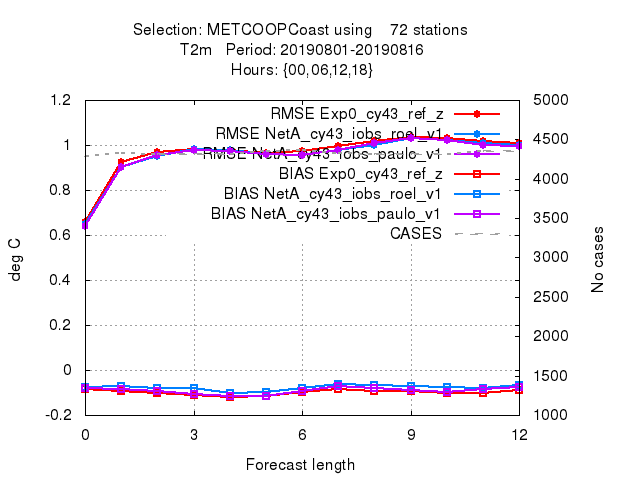 Selection: METCOOPCoast using 72 stations
T2m Period: 20190801-20190816
Hours: {00,06,12,18}
RMSE Exp0_cy43_ref_z
RMSE NetA_cy43_iobs_roel_v1
RMSE NetA_cy43_iobs_paulo_v1
BIAS Exp0_cy43_ref_z
BIAS NetA_cy43_iobs_roel_v1
BIAS NetA_cy43_iobs_paulo_v1
CASES
1.2
1
0.8
0.6
0.4
0.2
0
-0.2
deg C
5000
4500
4000
3500
3000
2500
2000
1500
1000
No cases
0 3 6 9 12
Forecast length